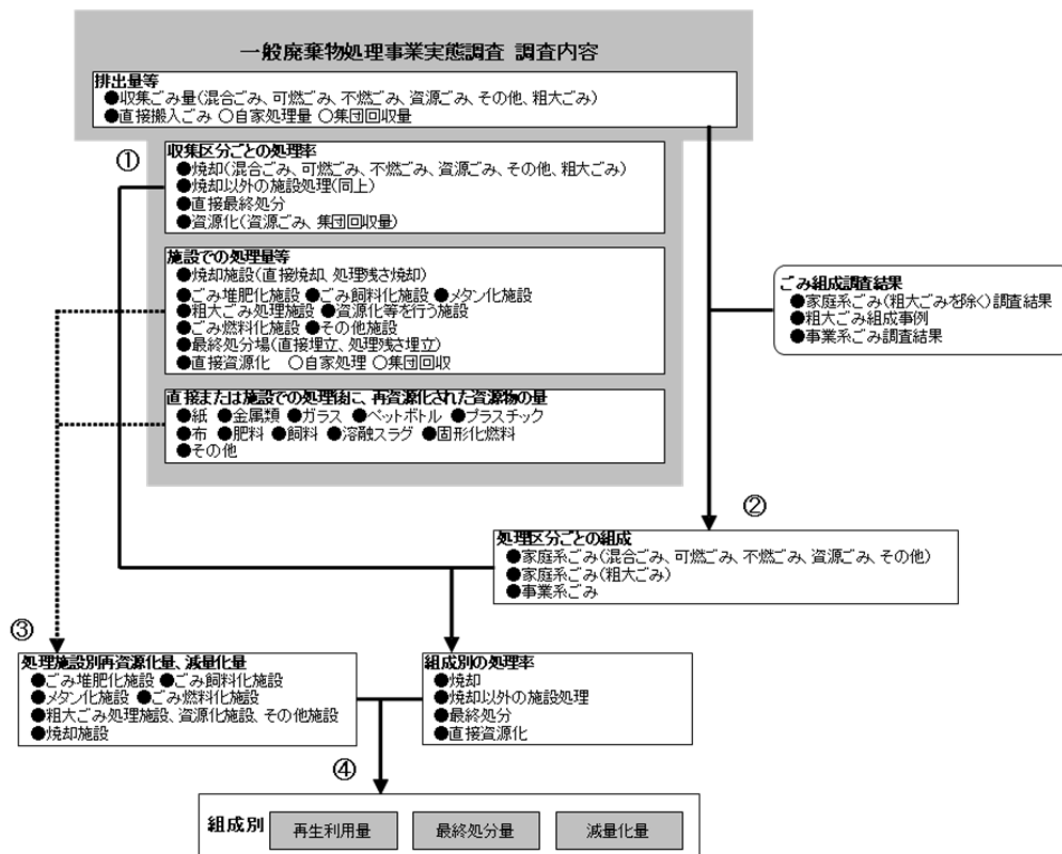 一般廃棄物処理事業実態調査 調査内容
排出量等
●収集ごみ量(混合ごみ、可燃ごみ、不燃ごみ、資源ごみ、その他、粗大ごみ)
●直接搬入ごみ ○自家処理量 ○集団回収量
①
収集区分ごとの処理率
●焼却(混合ごみ、可燃ごみ、不燃ごみ、資源ごみ、その他、粗大ごみ)
●焼却以外の施設処理(同上)
●直接最終処分
●資源化(資源ごみ、集団回収量)
施設での処理量等
●焼却施設(直接焼却、処理残さ焼却)
●ごみ堆肥化施設 ●ごみ飼料化施設 ●メタン化施設
●粗大ごみ処理施設 ●資源化等を行う施設
●ごみ燃料化施設 ●その他施設
●最終処分場(直接埋立、処理残さ埋立)
●直接資源化 ○自家処理 ○集団回収
ごみ組成調査結果
●家庭系ごみ(粗大ごみを除く)調査結果
●粗大ごみ組成事例
●事業系ごみ調査結果
直接または施設での処理後に、再資源化された資源物の量
●紙 ●金属類 ●ガラス ●ペットボトル ●プラスチック
●布 ●肥料 ●飼料 ●溶融スラグ ●固形化燃料
●その他
②
処理区分ごとの組成
●家庭系ごみ(混合ごみ、可燃ごみ、不燃ごみ、資源ごみ、その他)
●家庭系ごみ(粗大ごみ)
●事業系ごみ
③
処理施設別再資源化量、減量化量
●ごみ堆肥化施設 ●ごみ飼料化施設
●メタン化施設 ●ごみ燃料化施設
●粗大ごみ処理施設、資源化施設、その他施設
●焼却施設
組成別の処理率
●焼却
●焼却以外の施設処理
●最終処分
●直接資源化
④
組成別 再生利用量 最終処分量 減量化量